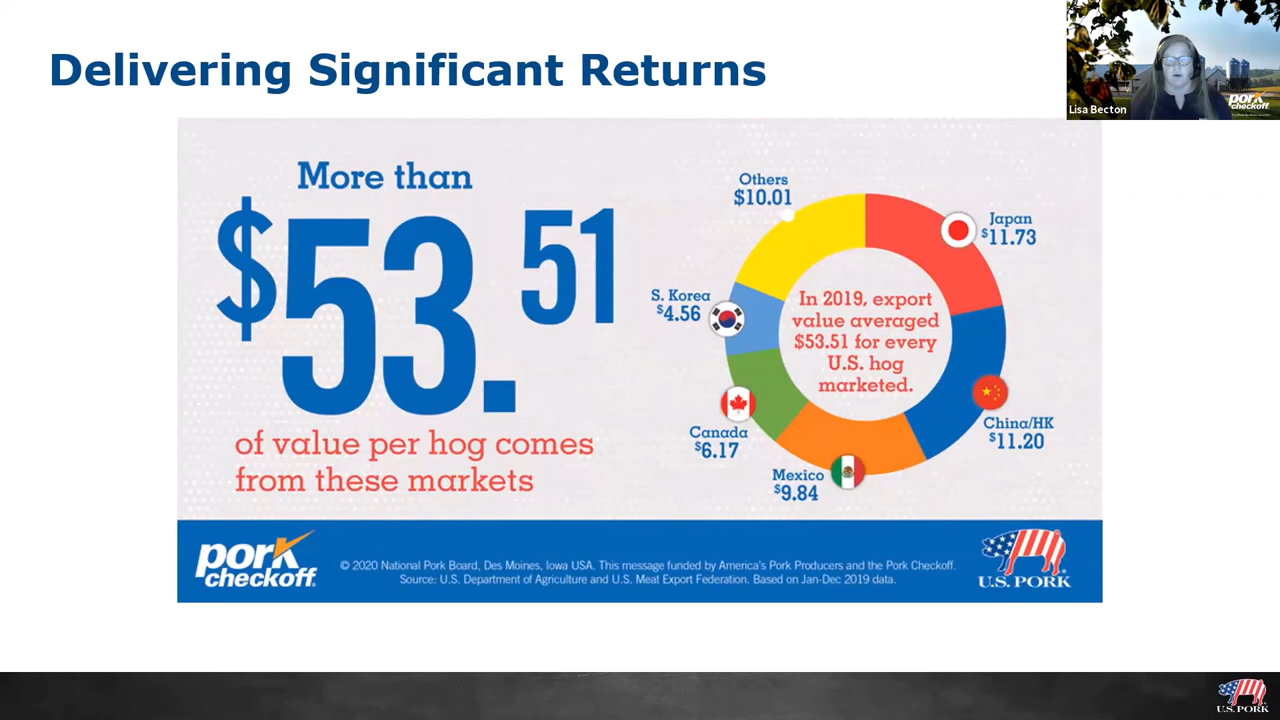 Delivering Significant Returns
Lisa Becton
pork
checkoff
More than
$53.51
of value per hog comes
from these markets
Others
$10.01
Japan
$11.73
S. Korea
$4.56
In 2019, export
value averaged
$53.51 for every
U.S. hog
marketed.
China/HK
$11.20
Canada
$6.17
Mexico
$9.84
pork
checkoff
© 2020 National Pork Board, Des Moines, Iowa USA. This message funded by America's Pork Producers and the Pork Checkoff.
Source: U.S. Department of Agriculture and U.S. Meat Export Federation. Based on Jan-Dec 2019 data.
U.S. PORK
U.S. PORK